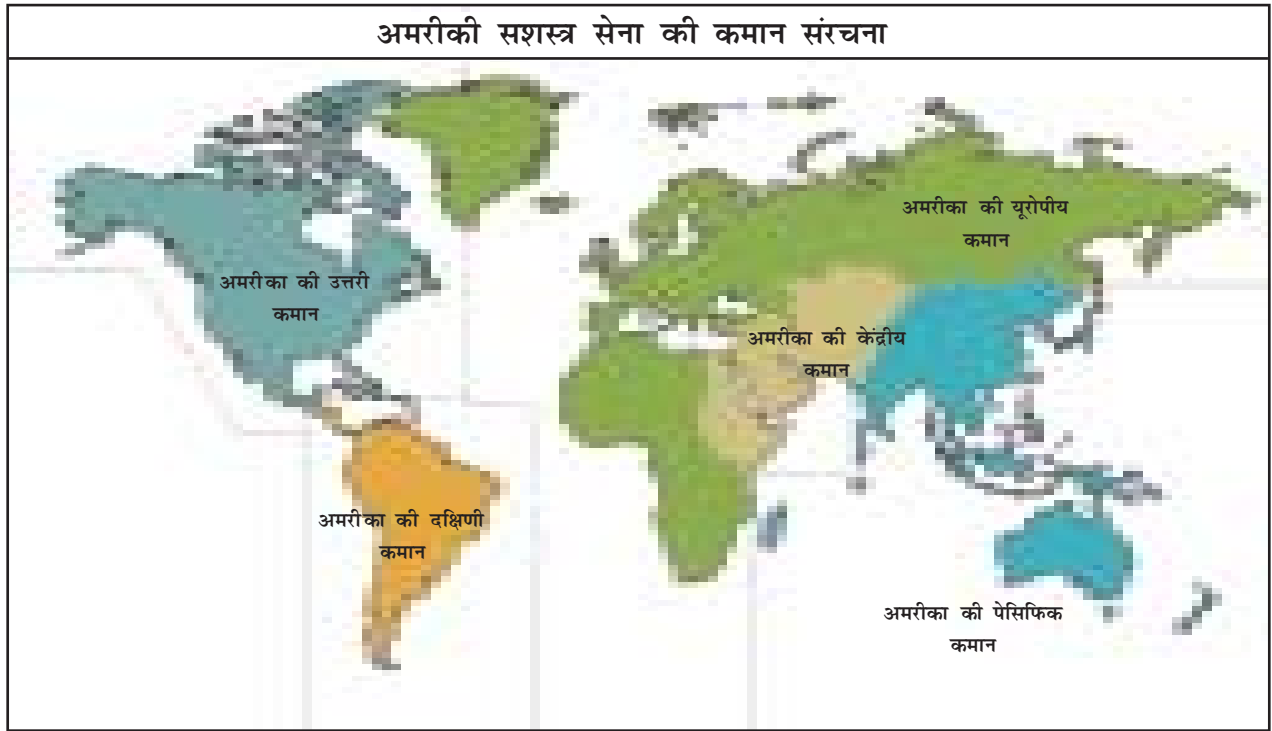 अमरीकी सशस्त्र सेना की कमान संरचना
अमरीका की यूरोपीय
कमान
अमरीका की उत्तरी
कमान
अमरीका की केंद्रीय
कमान
अमरीका की दक्षिणी
कमान
अमरीका की पेसिफिक
कमान